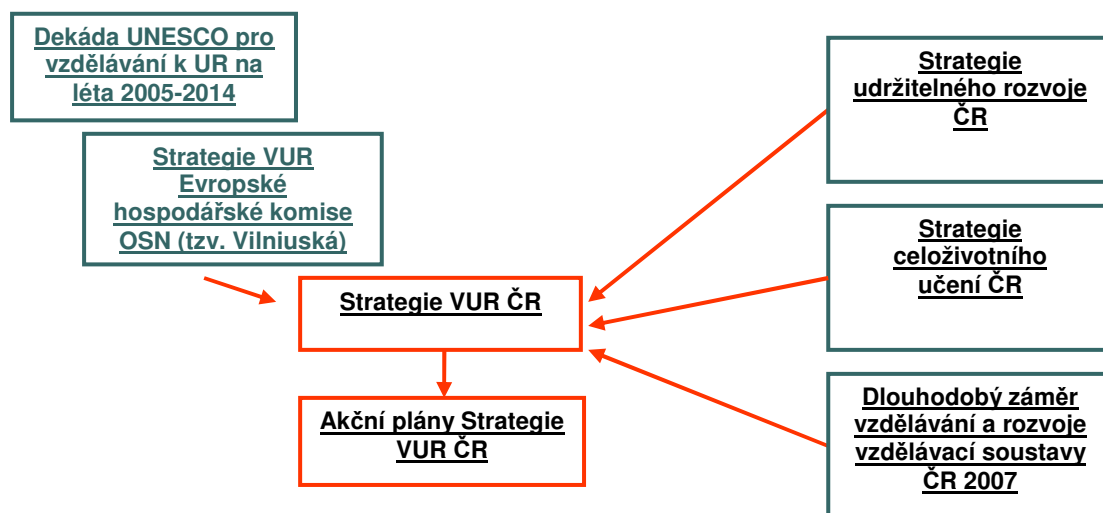 Dekáda UNESCO pro
vzdělávání k UR na
léta 2005-2014
Strategie VUR
Evropské
hospodářské komise
OSN (tzv. Vilniuská)
Strategie VUR ČR
Akční plány Strategie
VUR ČR
Strategie
udržitelného rozvoje
ČR
Strategie
celoživotního
učení ČR
Dlouhodobý záměr
vzdělávání a rozvoje
vzdělávací soustavy
ČR 2007